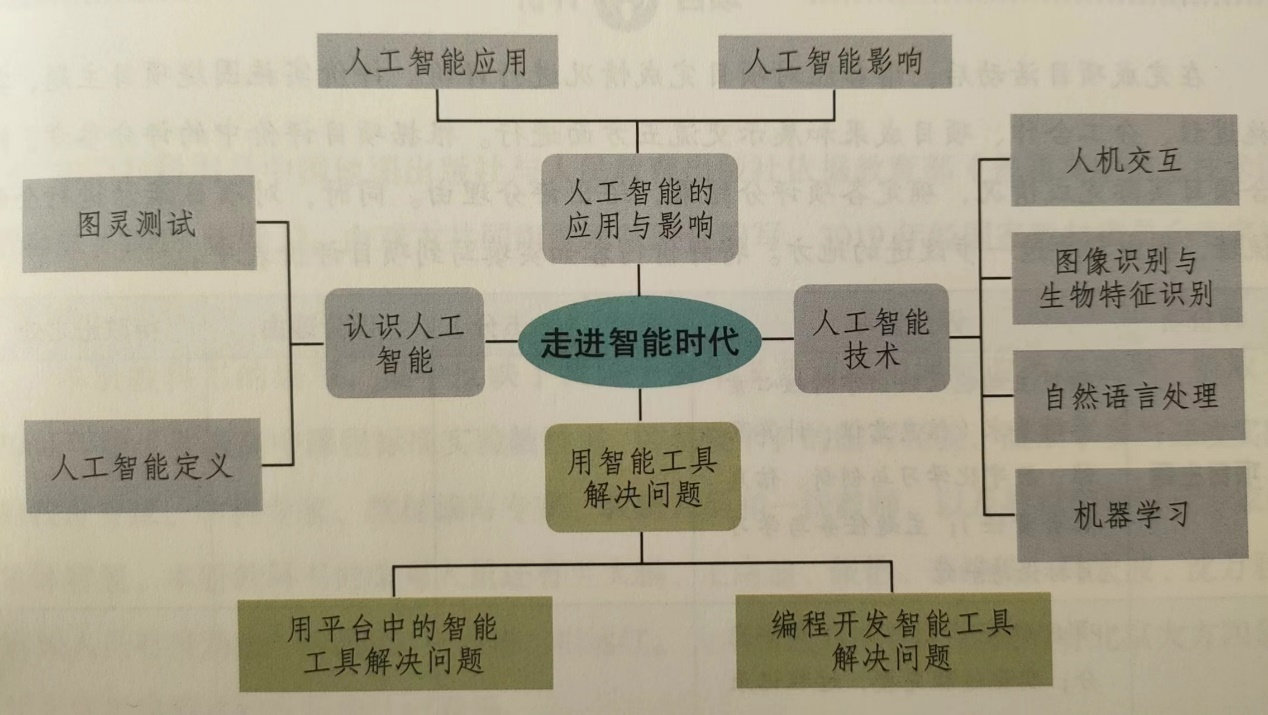 人工智能应用
人工智能影响
人工智能的
应用与影响
人机交互
图灵测试
图像识别与
生物特征识别
认识人工
智能
走进智能时代
人工智能
技术
自然语言处理
人工智能定义
用智能工具
解决问题
机器学习
用平台中的智能
工具解决问题
编程开发智能工具
解决问题